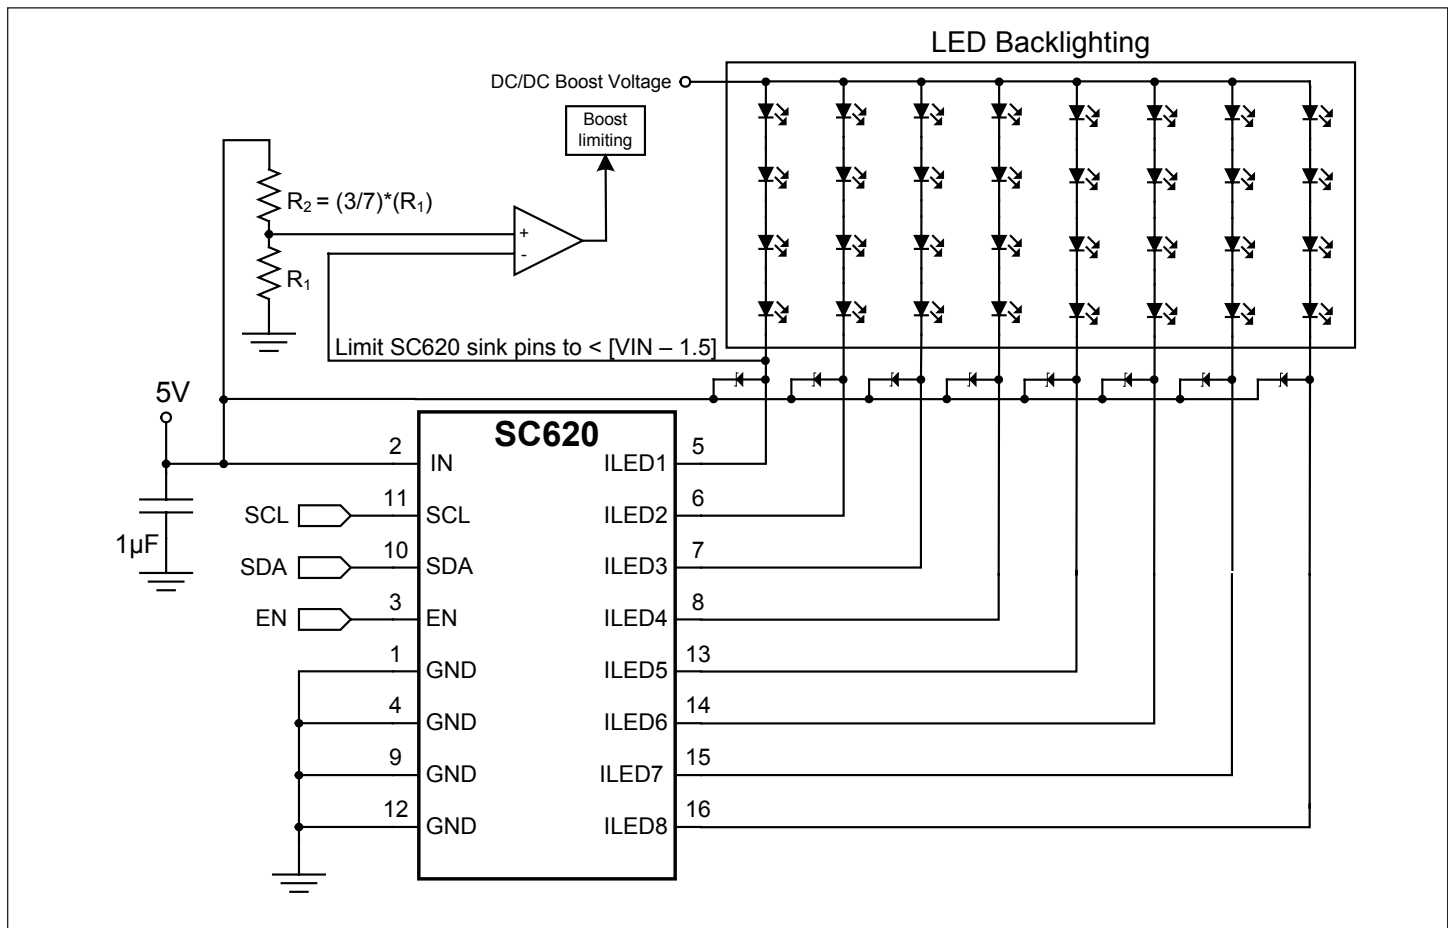 LED Backlighting
DC/DC Boost Voltage
Boost
limiting
R₂ = (3/7)*(R₁)
+
-
R₁
Limit SC620 sink pins to < [VIN – 1.5]
5V
1µF
SC620
2 IN
ILED1 5
SCL 11 SCL
ILED2 6
SDA 10 SDA
ILED3 7
EN 3 EN
ILED4 8
1 GND
ILED5 13
4 GND
ILED6 14
9 GND
ILED7 15
12 GND
ILED8 16